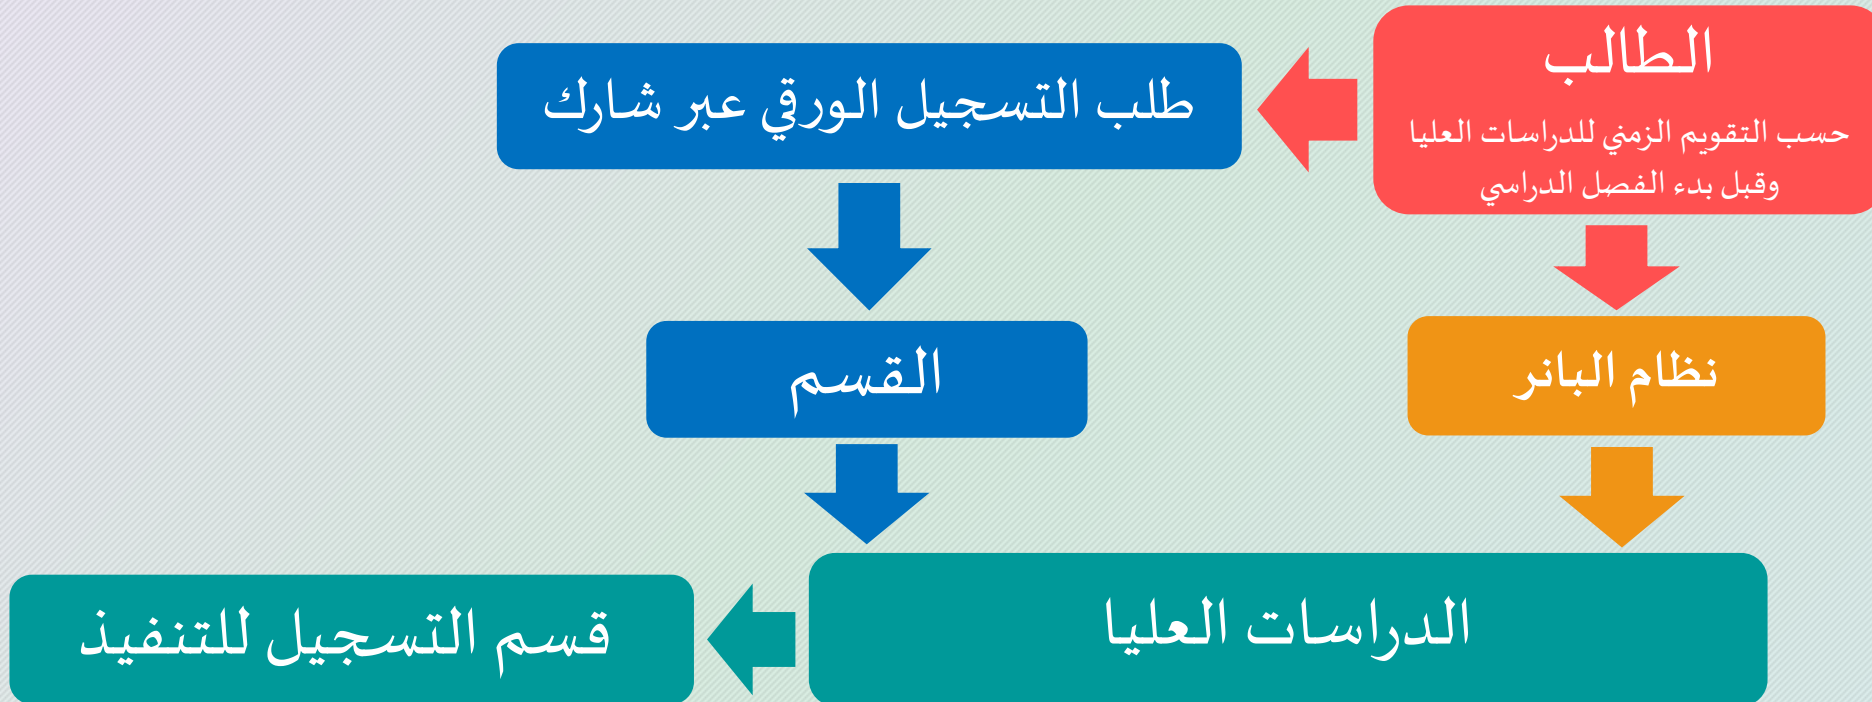 الطالب
حسب التقويم الزمني للدراسات العليا
وقبل بدء الفصل الدراسي
طلب التسجيل الورقي عبر شارك
نظام البانر
القسم
الدراسات العليا
قسم التسجيل للتنفيذ